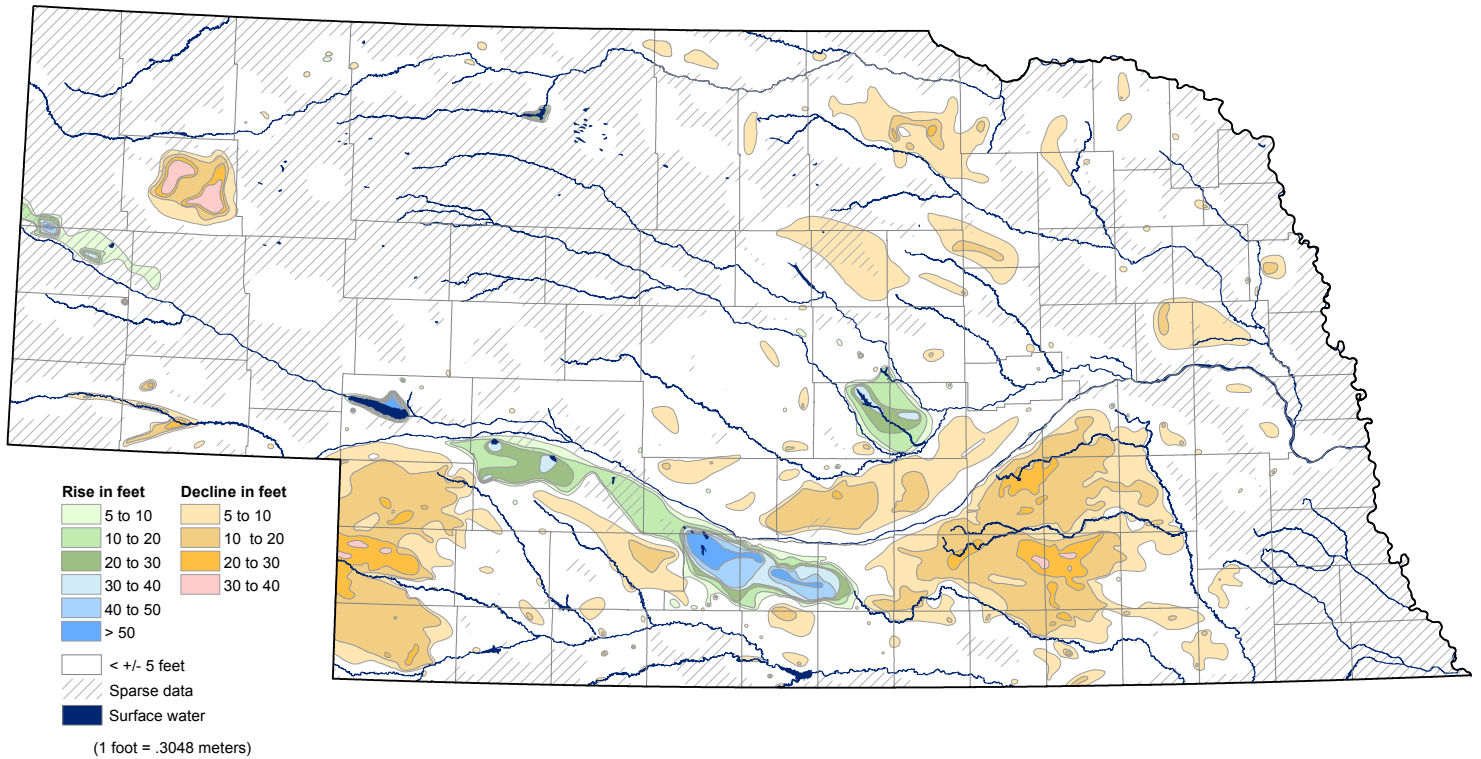 Rise in feet
5 to 10
10 to 20
20 to 30
30 to 40
40 to 50
> 50
Decline in feet
5 to 10
10 to 20
20 to 30
30 to 40
< +/- 5 feet
Sparse data
Surface water
(1 foot = .3048 meters)